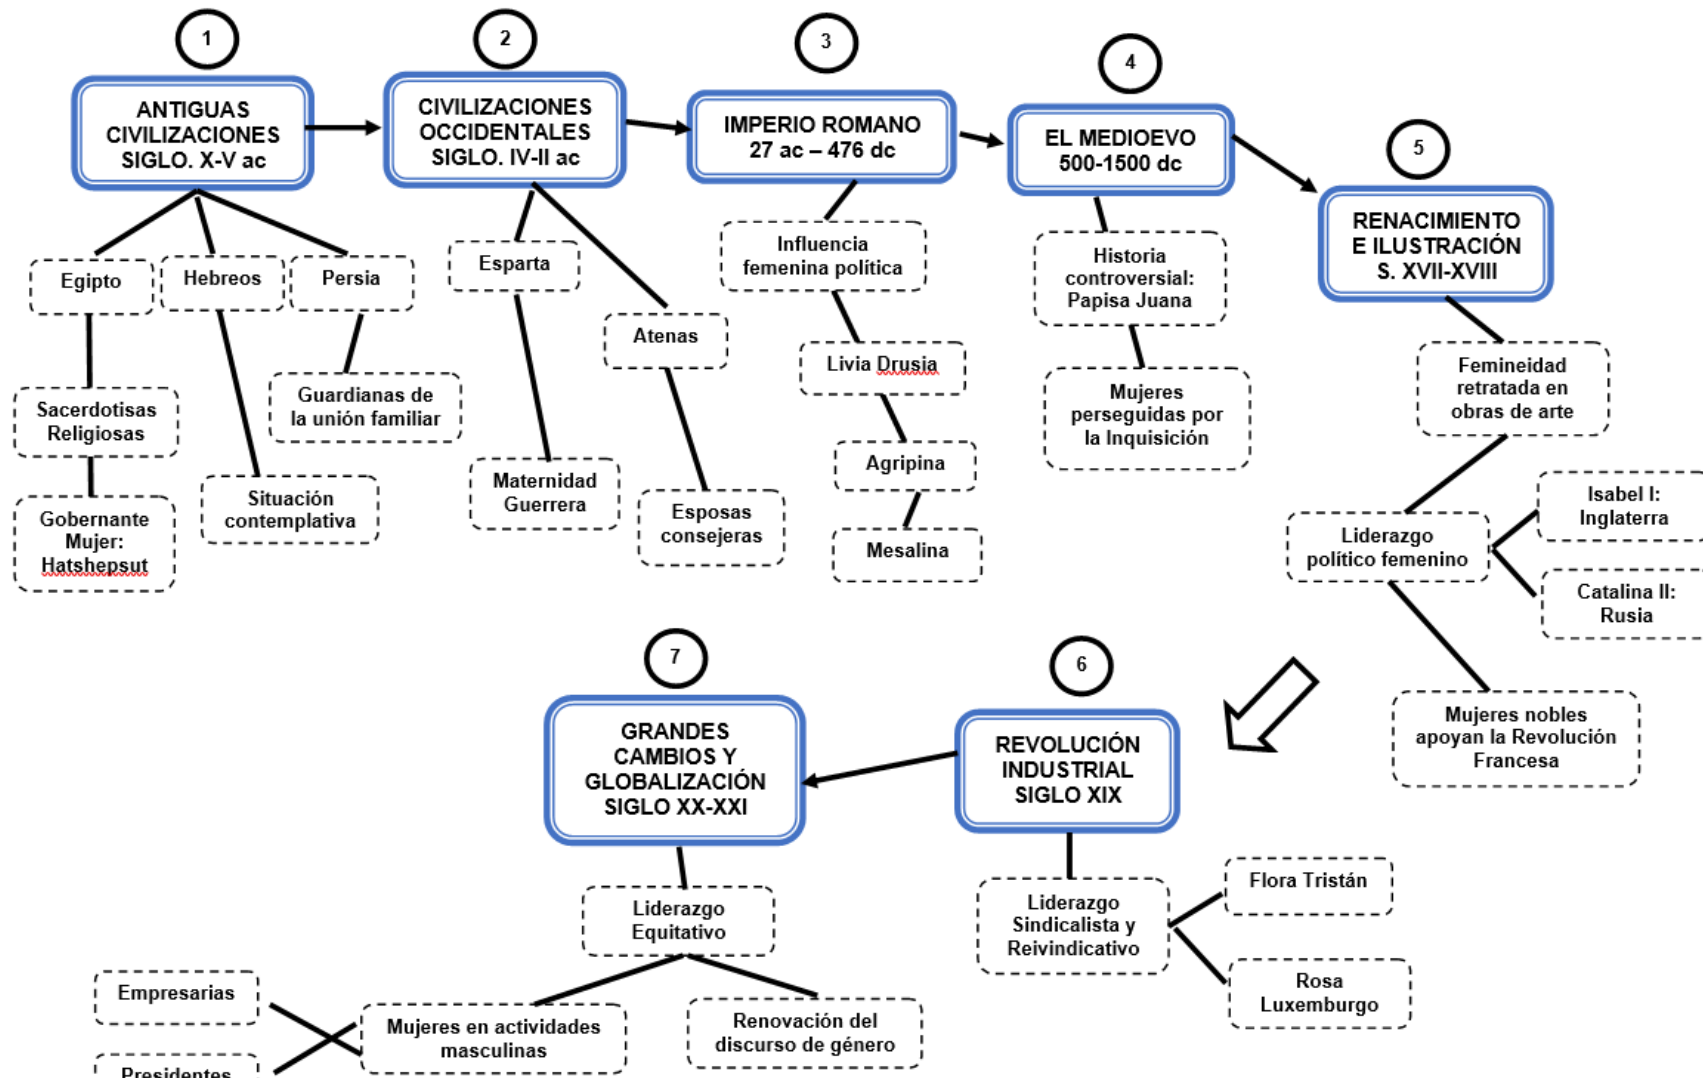 1
ANTIGUAS
CIVILIZACIONES
SIGLO. X-V ac
Egipto
Sacerdotisas
Religiosas
Gobernante
Mujer:
Hatshepsut
Hebreos
Situación
contemplativa
Persia
Guardianas de
la unión familiar
2
CIVILIZACIONES
OCCIDENTALES
SIGLO. IV-II ac
Esparta
Maternidad
Guerrera
Atenas
Esposas
consejeras
3
IMPERIO ROMANO
27 ac – 476 dc
Influencia
femenina política
Livia Drusia
Agripina
Mesalina
4
EL MEDIOEVO
500-1500 dc
Historia
controversial:
Papisa Juana
Mujeres
perseguidas por
la Inquisición
5
RENACIMIENTO
E ILUSTRACIÓN
S. XVII-XVIII
Femineidad
retratada en
obras de arte
Liderazgo
político femenino
Isabel I:
Inglaterra
Catalina II:
Rusia
Mujeres nobles
apoyan la Revolución
Francesa
6
REVOLUCIÓN
INDUSTRIAL
SIGLO XIX
Liderazgo
Sindicalista y
Reivindicativo
Flora Tristán
Rosa
Luxemburgo
7
GRANDES
CAMBIOS Y
GLOBALIZACIÓN
SIGLO XX-XXI
Liderazgo
Equitativo
Mujeres en actividades
masculinas
Empresarias
Presidentes
Renovación del
discurso de género